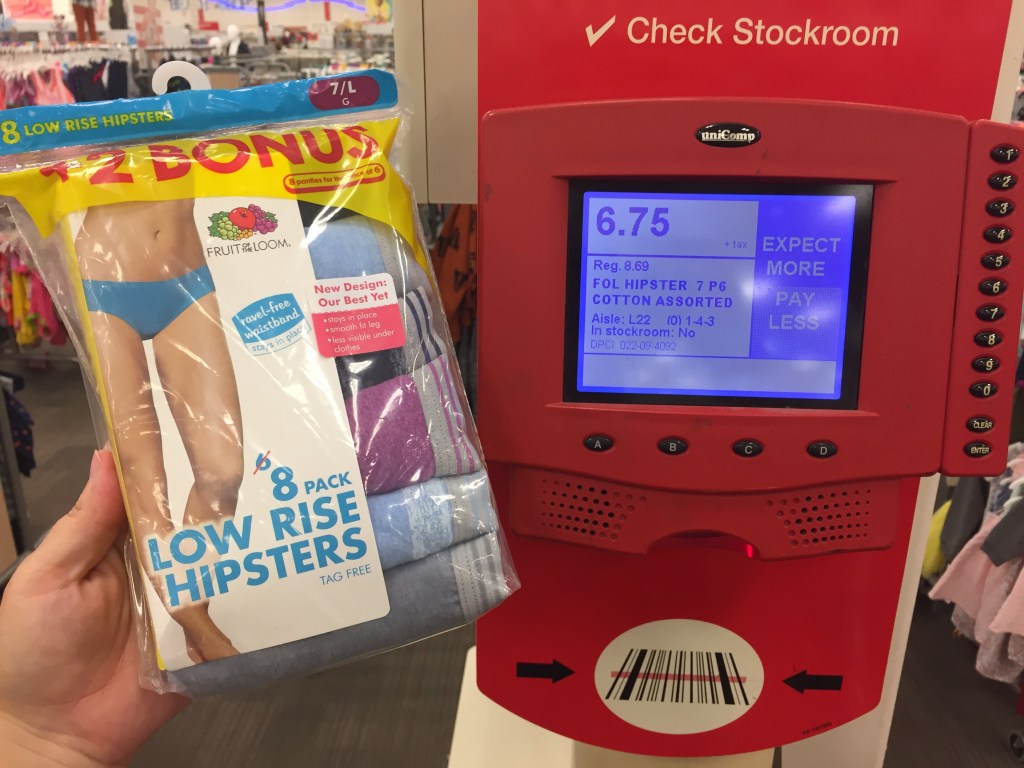 ✓ Check Stockroom
8 LOW RISE HIPSTERS
7/L
G
+2 BONUS
8 panties for the price of 6
FRUIT OF THE LOOM®
New Design:
Our Best Yet
• stays in place
• smooth fit leg
• less visible under
clothes
travel-free
waistband
stays in place
6 8 PACK
LOW RISE
HIPSTERS
TAG FREE
uniComp
6.75
+ tax
Reg. 8.69
FOL HIPSTER 7 P6
COTTON ASSORTED
Aisle: L22 (0) 1-4-3
In stockroom: No
DPCI: 022-09-4092
EXPECT
MORE
PAY
LESS
1
2
3
4
5
6
7
8
9
0
CLEAR
ENTER
A B C D